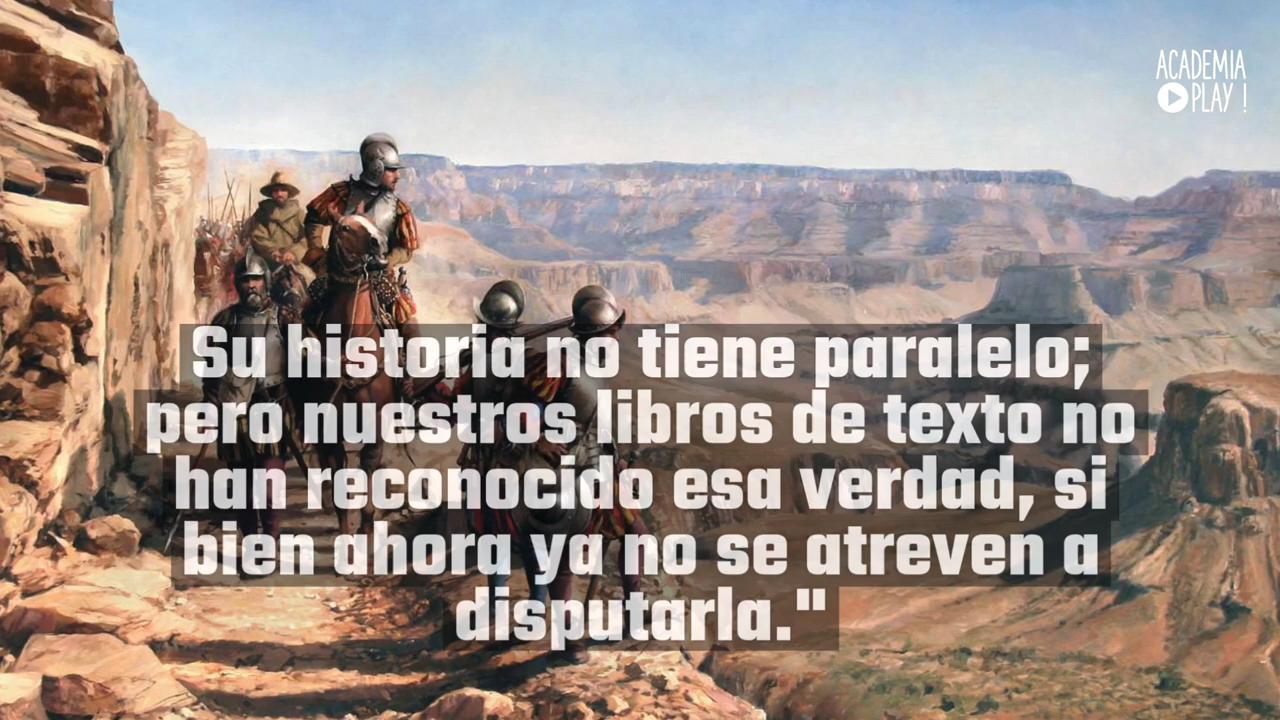 ACADEMIA
PLAY !
Su historia no tiene paralelo;
pero nuestros libros de texto no
han reconocido esa verdad, si
bien ahora ya no se atreven a
disputarla."